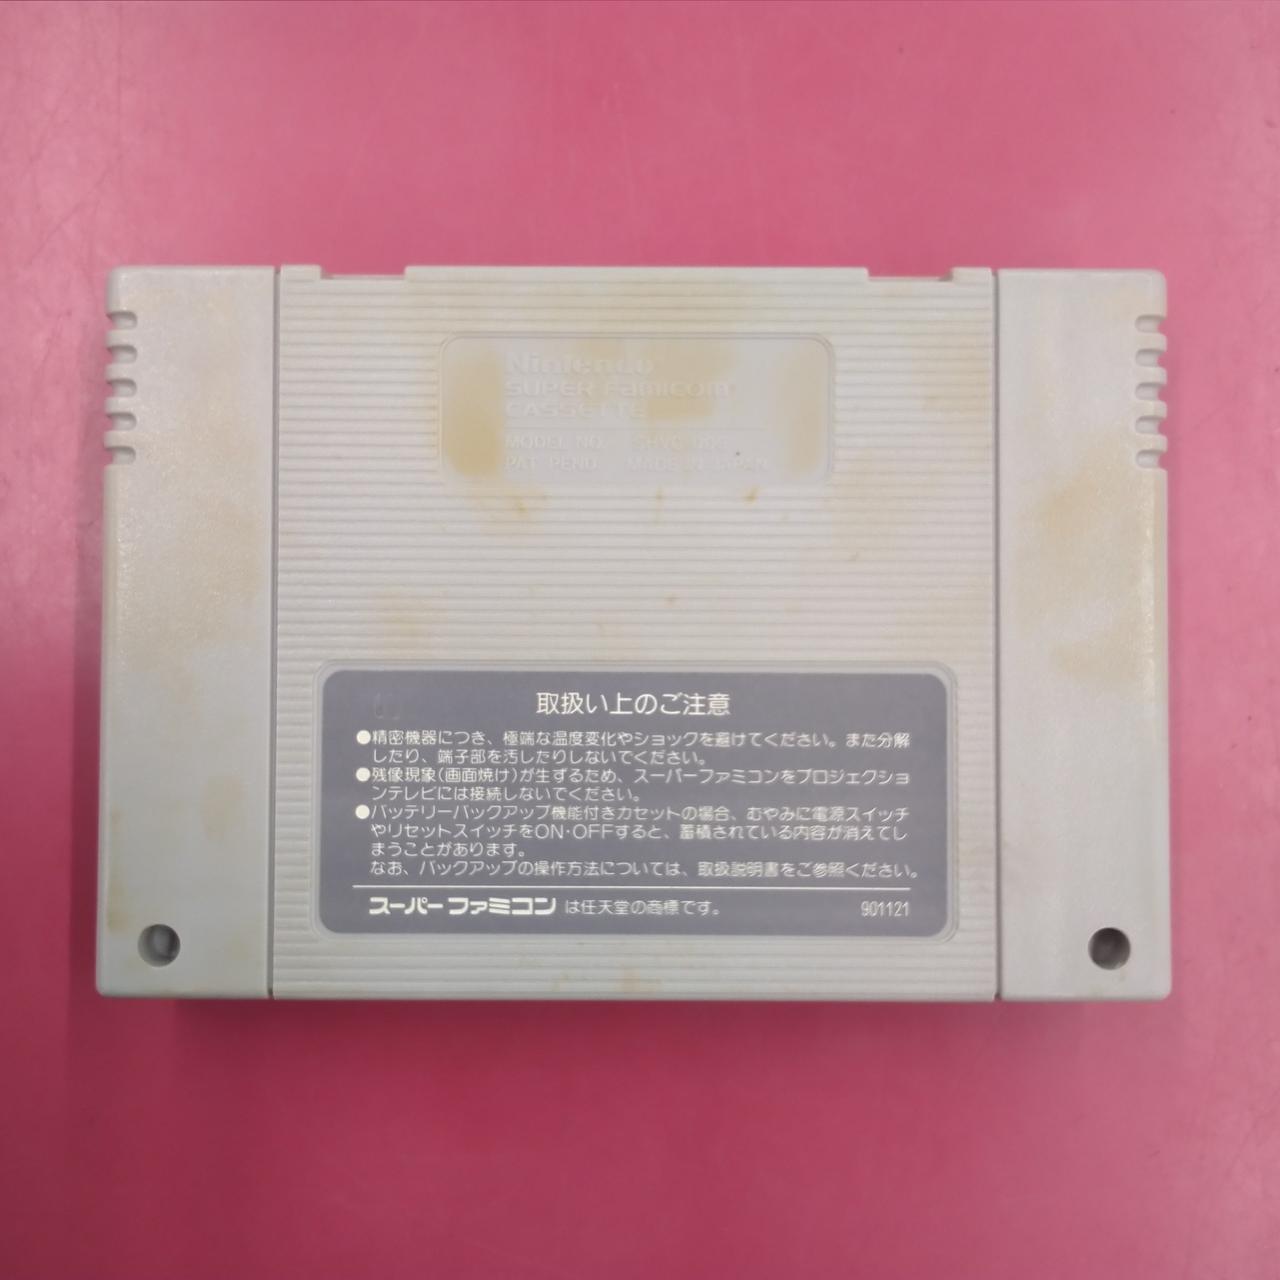 Nintendo
SUPER FAMICOM
CASSETTE
MODEL NO. SHVC-006
PAT. PEND. MADE IN JAPAN
取扱い上のご注意
●精密機器につき、極端な温度変化やショックを避けてください。また分解
したり、端子部を汚したりしないでください。
●残像現象(画面焼け)が生ずるため、スーパーファミコンをプロジェクショ
ンテレビには接続しないでください。
●バッテリーバックアップ機能付きカセットの場合、むやみに電源スイッチ
やリセットスイッチをON・OFFすると、蓄積されている内容が消えてし
まうことがあります。
なお、バックアップの操作方法については、取扱説明書をご参照ください。
スーパーファミコン は任天堂の商標です。 901121